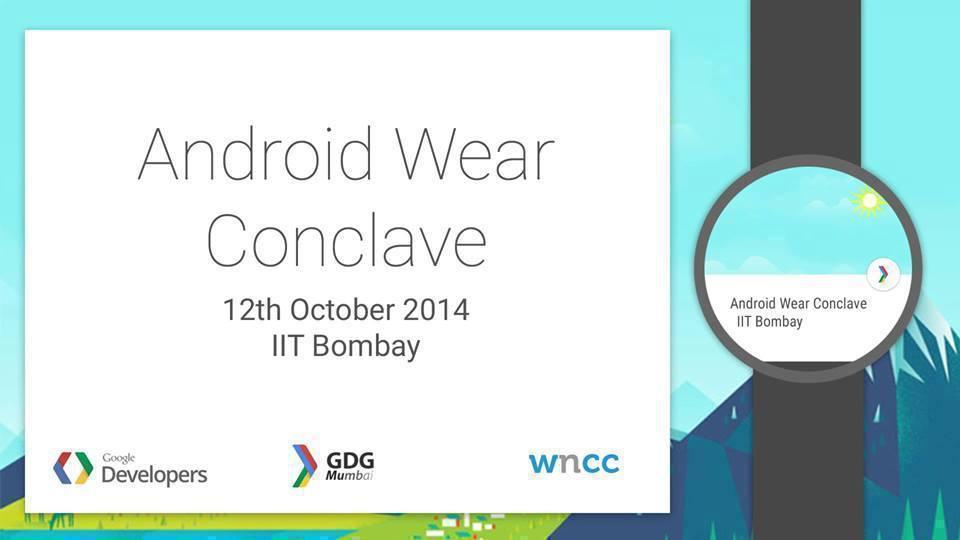 Android Wear
Conclave
12th October 2014
IIT Bombay
Google
Developers
GDG
Mumbai
wncc
Android Wear Conclave
IIT Bombay